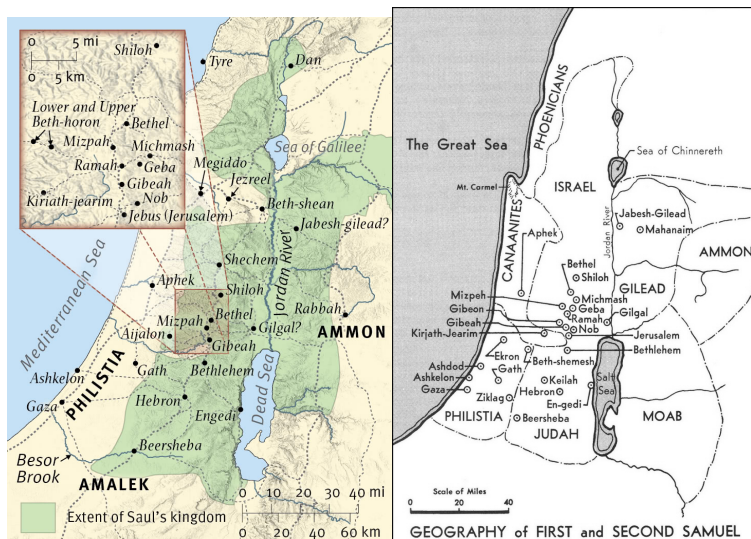 0 5 mi
0 5 km
Shiloh
Lower and Upper
Beth-horon
Bethel
Mizpah
Michmash
Ramah
Geba
Gibeah
Kiriath-jearim
Nob
Jebus (Jerusalem)
Tyre
Dan
Sea of Galilee
Megiddo
Jezreel
Beth-shean
Jabesh-gilead?
Mediterranean Sea
Shechem
Jordan River
Aphek
Shiloh
Rabbah
Bethel
Mizpah
Gilgal?
AMMON
Aijalon
Gibeah
PHILISTIA
Gath
Bethlehem
Ashkelon
Dead Sea
Gaza
Hebron
Engedi
Besor
Brook
Beersheba
AMALEK
0 20 40 mi
0 20 40 60 km
Extent of Saul's kingdom
PHOENICIANS
The Great Sea
Sea of Chinnereth
Mt. Carmel
ISRAEL
CANAANITES
Jordan River
Jabesh-Gilead
Mahanaim
Aphek
AMMON
Bethel
Shiloh
GILEAD
Mizpeh
Michmash
Gibeon
Geba
Gilgal
Gibeah
Ramah
Kirjath-Jearim
Nob
Jerusalem
Bethlehem
Ekron
Beth-shemesh
Ashdod
Gath
Ashkelon
Keilah
Salt
Sea
Gaza
Hebron
Ziklag
En-gedi
PHILISTIA
Beersheba
MOAB
JUDAH
Scale of Miles
0 20 40
GEOGRAPHY of FIRST and SECOND SAMUEL